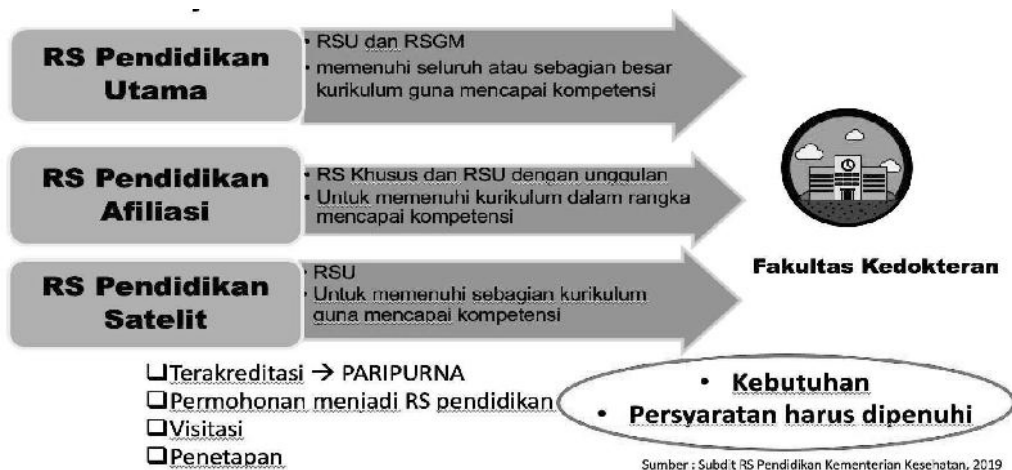 RS Pendidikan
Utama
• RSU dan RSGM
• memenuhi seluruh atau sebagian besar
kurikulum guna mencapai kompetensi
RS Pendidikan
Afiliasi
• RS Khusus dan RSU dengan unggulan
• Untuk memenuhi kurikulum dalam rangka
mencapai kompetensi
RS Pendidikan
Satelit
• RSU
• Untuk memenuhi sebagian kurikulum
guna mencapai kompetensi
Fakultas Kedokteran
❑Terakreditasi → PARIPURNA
❑Permohonan menjadi RS pendidikan
❑Visitasi
❑Penetapan
• Kebutuhan
• Persyaratan harus dipenuhi
Sumber : Subdit RS Pendidikan Kementerian Kesehatan, 2019